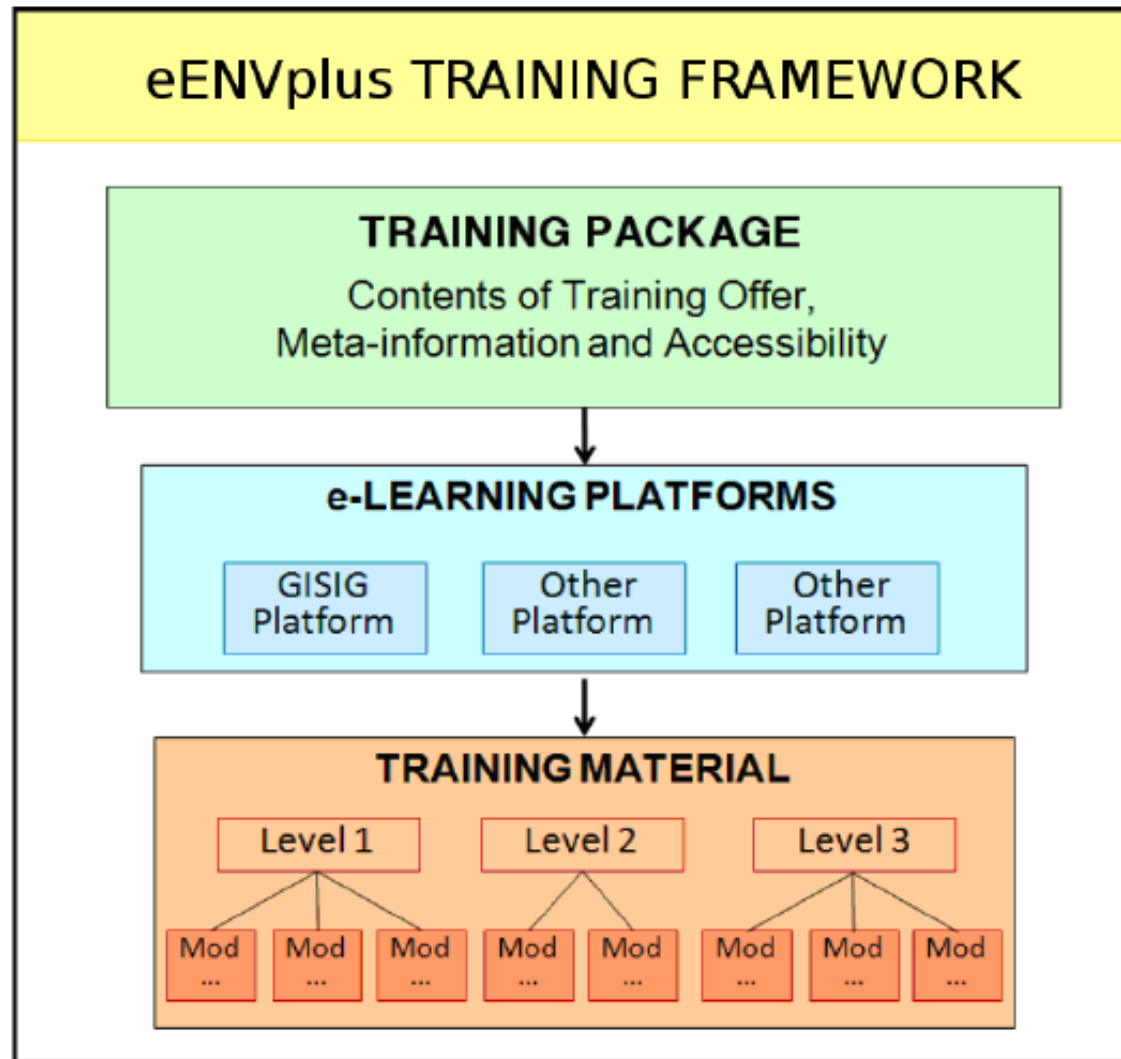 eENVplus TRAINING FRAMEWORK
TRAINING PACKAGE
Contents of Training Offer,
Meta-information and Accessibility
e-LEARNING PLATFORMS
GISIG
Platform
Other
Platform
Other
Platform
TRAINING MATERIAL
Level 1
Level 2
Level 3
Mod
...
Mod
...
Mod
...
Mod
...
Mod
...
Mod
...
Mod
...
Mod
...